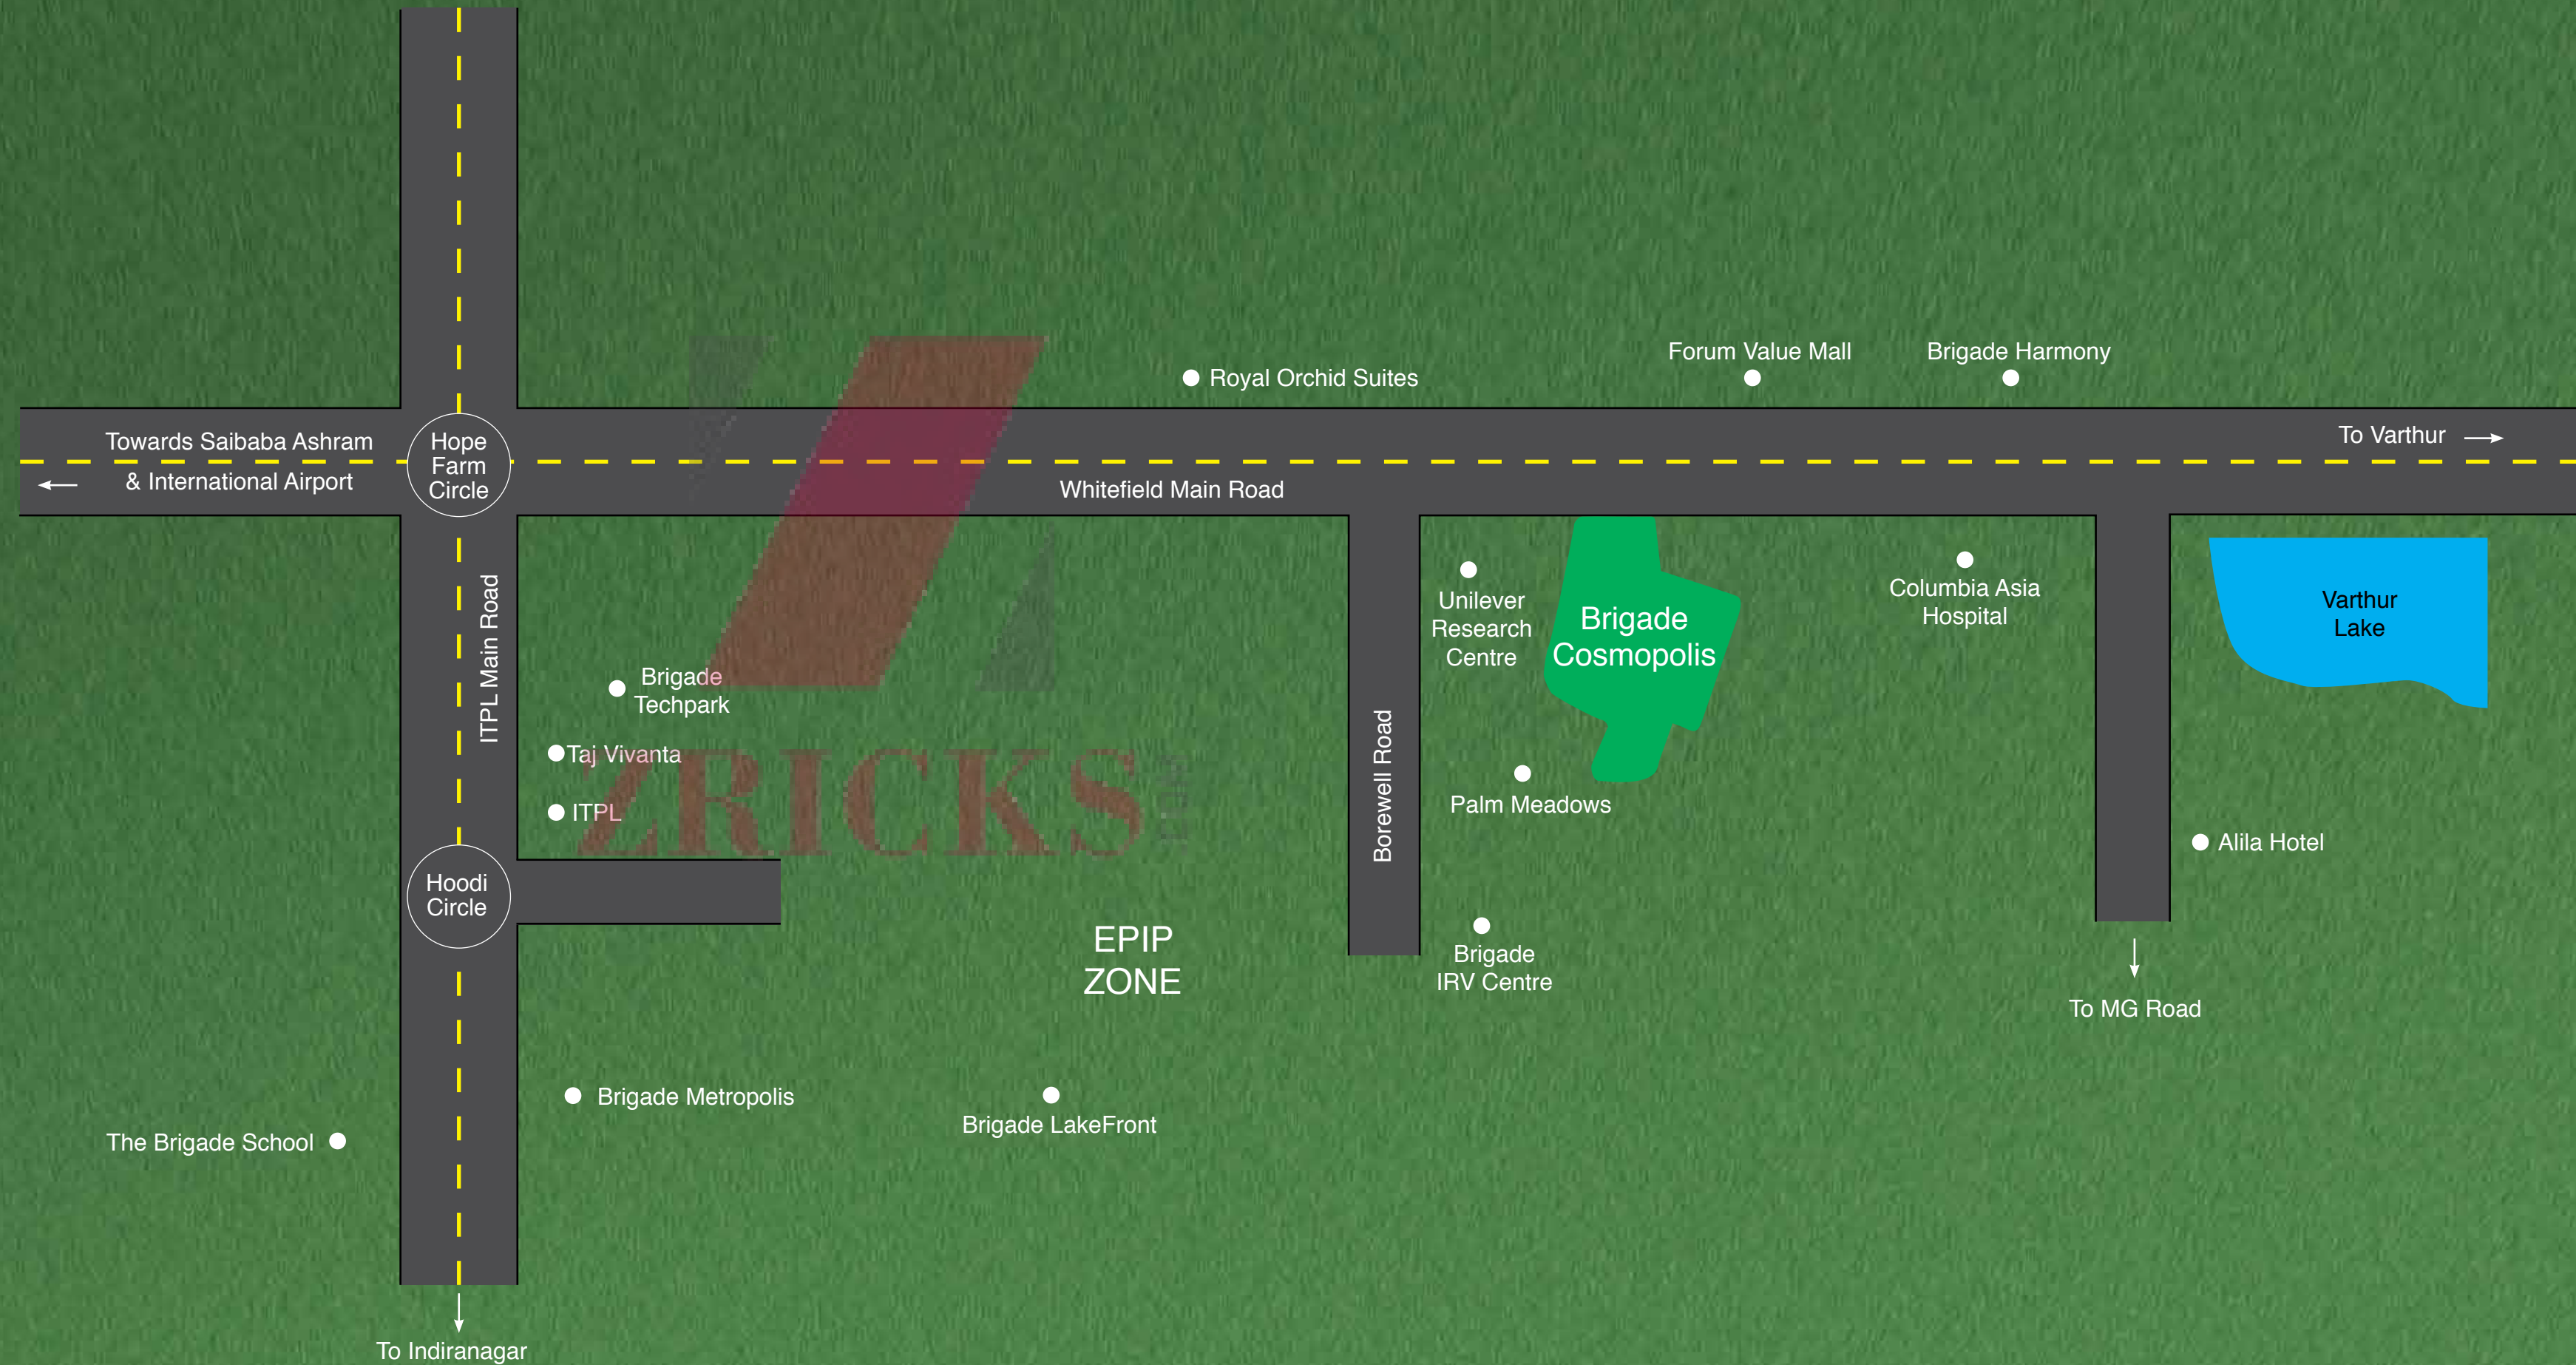 Forum Value Mall
Brigade Harmony
Royal Orchid Suites
Towards Saibaba Ashram
& International Airport
Hope
Farm
Circle
To Varthur
Whitefield Main Road
ITPL Main Road
Unilever
Research
Centre
Brigade
Cosmopolis
Columbia Asia
Hospital
Varthur
Lake
Brigade
Techpark
Taj Vivanta
ITPL
ZRICKS
Borewell Road
Palm Meadows
Alila Hotel
Hoodi
Circle
EPIP
ZONE
Brigade
IRV Centre
To MG Road
Brigade Metropolis
Brigade LakeFront
The Brigade School
To Indiranagar